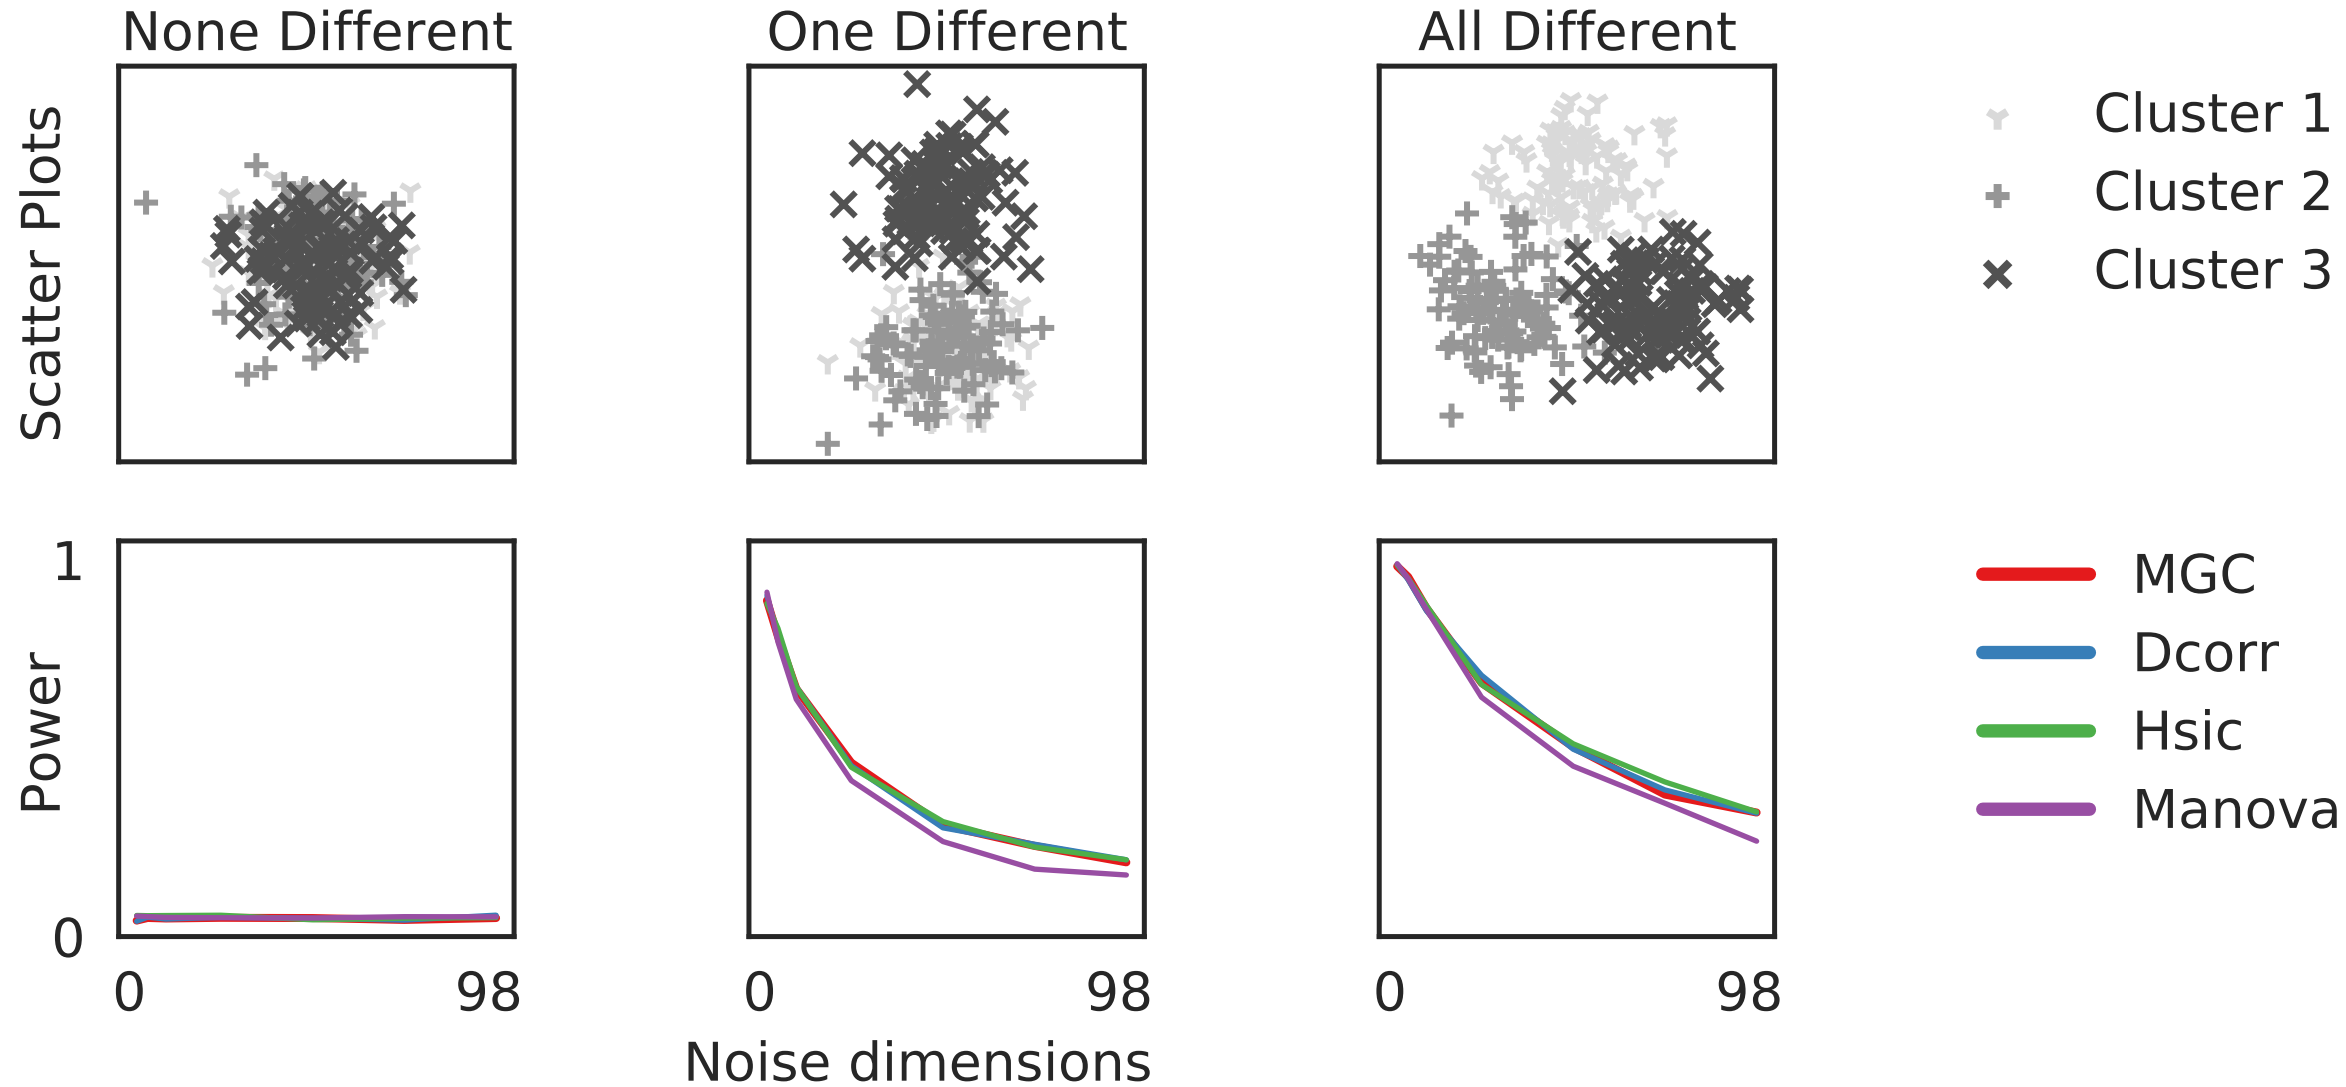 None Different
One Different
All Different
Scatter Plots
Cluster 1
Cluster 2
Cluster 3
Power
1
0
MGC
Dcorr
Hsic
Manova
0 98
0 98
0 98
Noise dimensions